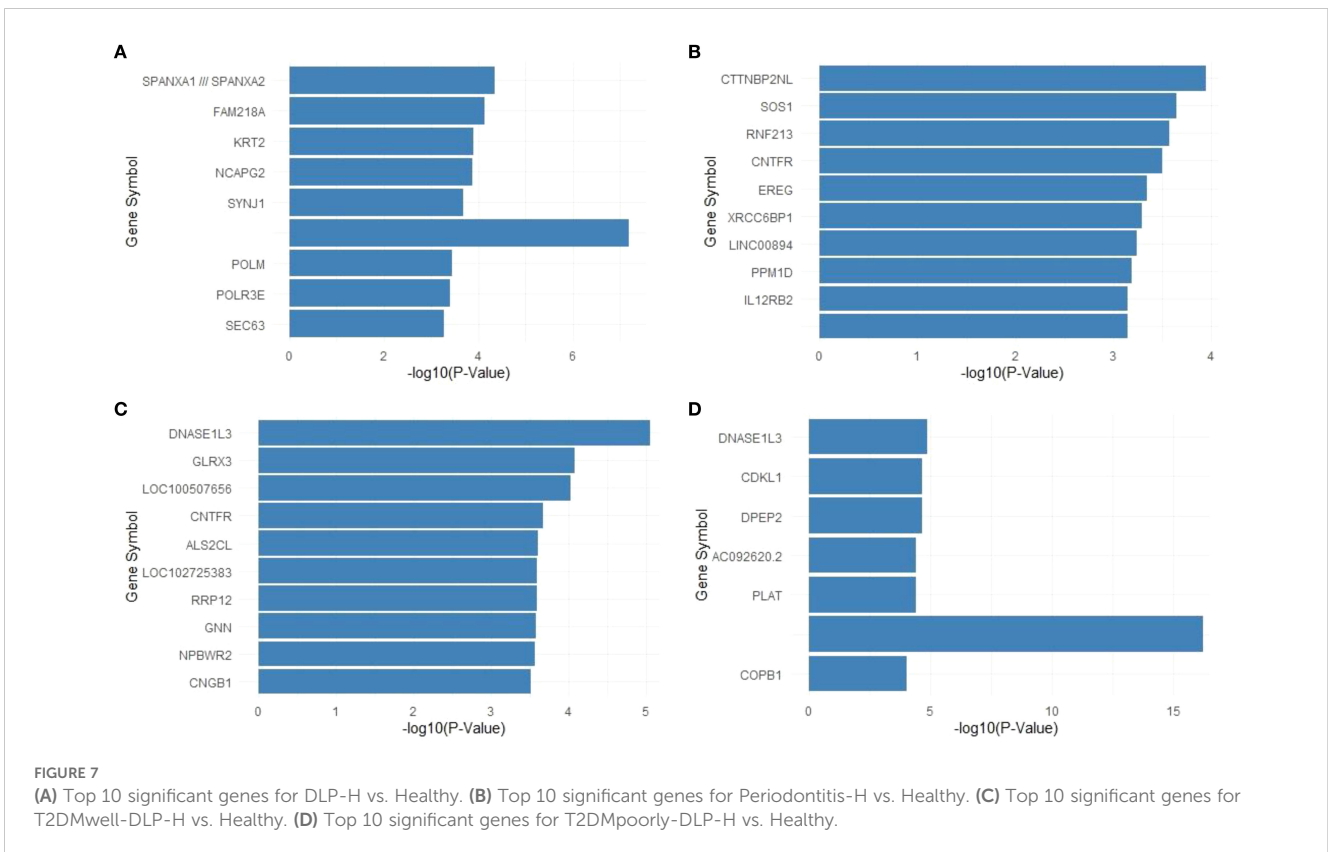 A
SPANXA1 /// SPANXA2
FAM218A
KRT2
NCAPG2
SYNJ1
POLM
POLR3E
SEC63
Gene Symbol
0 2 4 6
-log10(P-Value)
B
CTTNBP2NL
SOS1
RNF213
CNTFR
EREG
XRCC6BP1
LINC00894
PPM1D
IL12RB2
Gene Symbol
0 1 2 3 4
-log10(P-Value)
C
DNASE1L3
GLRX3
LOC100507656
CNTFR
ALS2CL
LOC102725383
RRP12
GNN
NPBWR2
CNGB1
Gene Symbol
0 1 2 3 4 5
-log10(P-Value)
D
DNASE1L3
CDKL1
DPEP2
AC092620.2
PLAT
COPB1
Gene Symbol
0 5 10 15
-log10(P-Value)
FIGURE 7
(A) Top 10 significant genes for DLP-H vs. Healthy. (B) Top 10 significant genes for Periodontitis-H vs. Healthy. (C) Top 10 significant genes for
T2DMwell-DLP-H vs. Healthy. (D) Top 10 significant genes for T2DMpoorly-DLP-H vs. Healthy.